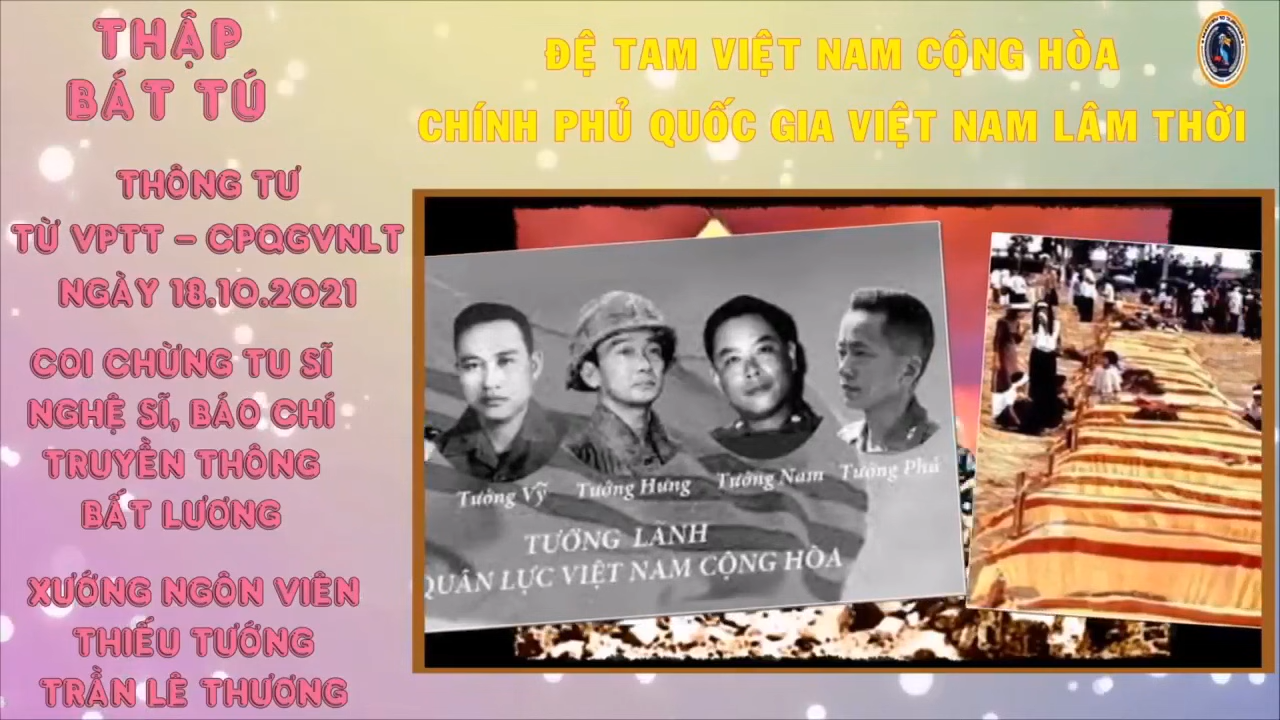 THẬP
BÁT TÚ
THÔNG TƯ
TỪ VPTT – CPQGVNLT
NGÀY 18.10.2021
COI CHỪNG TU SĨ
NGHỆ SĨ, BÁO CHÍ
TRUYỀN THÔNG
BẤT LƯƠNG
XƯỚNG NGÔN VIÊN
THIẾU TƯỚNG
TRẦN LÊ THƯƠNG
ĐỆ TAM VIỆT NAM CỘNG HÒA
CHÍNH PHỦ QUỐC GIA VIỆT NAM LÂM THỜI
Tướng Vỹ Tướng Hưng Tướng Nam Tướng Phú
TƯỚNG LÃNH
QUÂN LỰC VIỆT NAM CỘNG HÒA